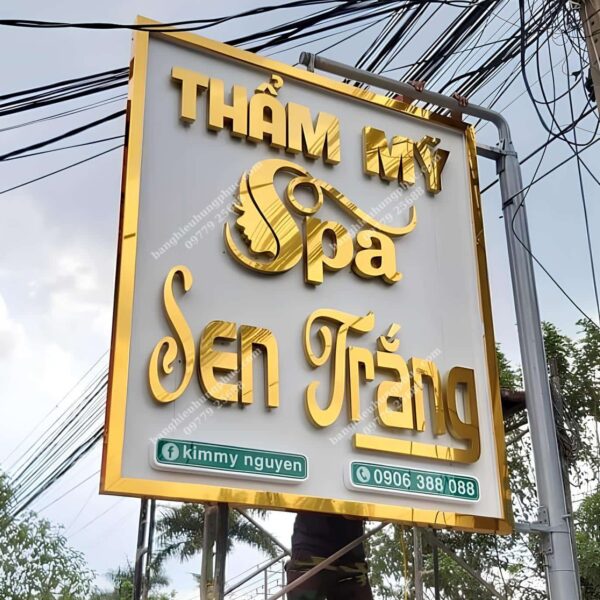 THẨM MỸ
Spa
Sen Trắng
kimmy nguyen
0906 388 088